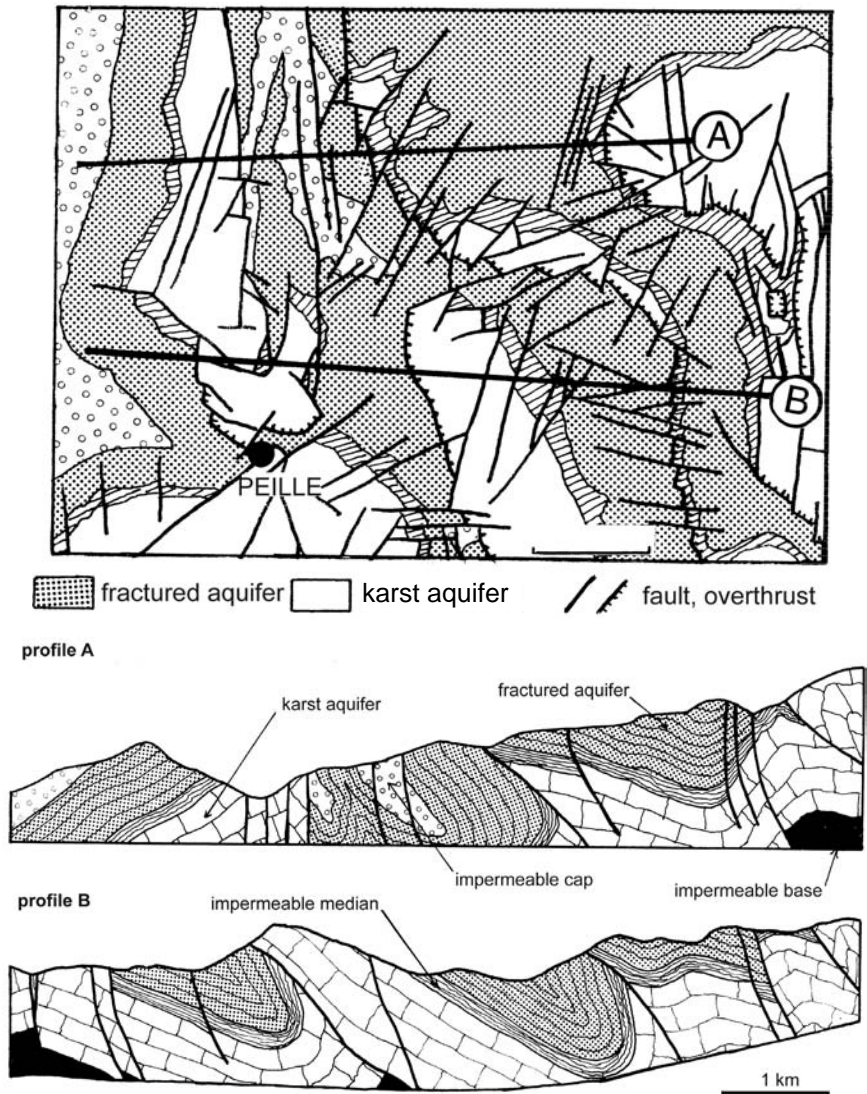 A
B
PEILLE
fractured aquifer
karst aquifer
fault, overthrust
profile A
fractured aquifer
karst aquifer
impermeable cap
impermeable base
profile B
impermeable median
1 km